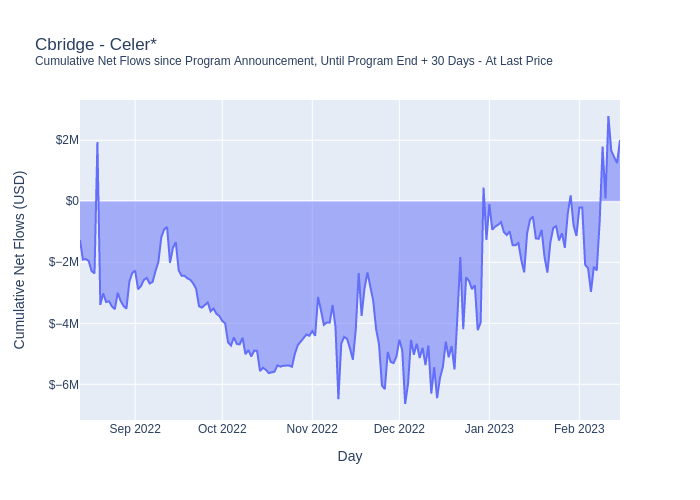 Cbridge - Celer*
Cumulative Net Flows since Program Announcement, Until Program End + 30 Days - At Last Price
Cumulative Net Flows (USD)
$2M
$0
$−2M
$−4M
$−6M
Sep 2022
Oct 2022
Nov 2022
Dec 2022
Jan 2023
Feb 2023
Day